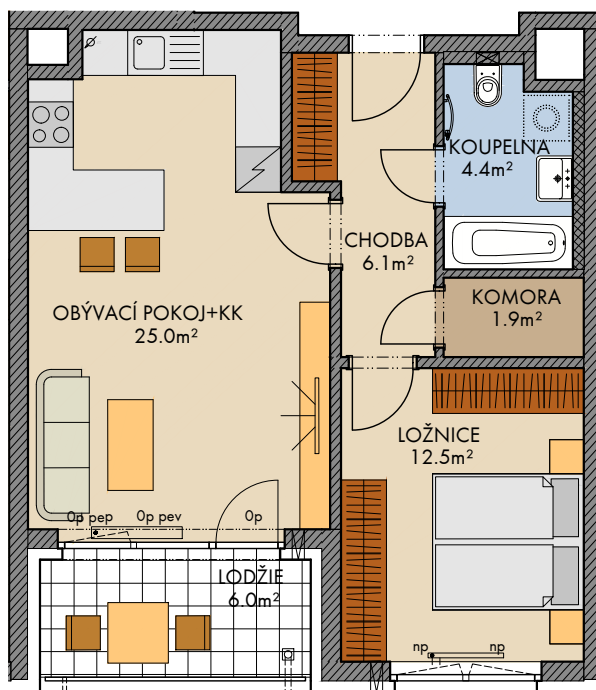 KOUPELNA
4.4m²
CHODBA
6.1m²
KOMORA
1.9m²
OBÝVACÍ POKOJ+KK
25.0m²
LOŽNICE
12.5m²
0p pep
0p pev
0p
LODŽIE
6.0m²
np
np